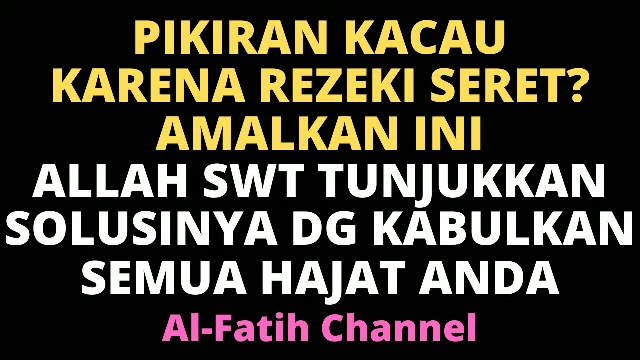 PIKIRAN KACAU
KARENA REZEKI SERET?
AMALKAN INI
ALLAH SWT TUNJUKKAN
SOLUSINYA DG KABULKAN
SEMUA HAJAT ANDA
Al-Fatih Channel